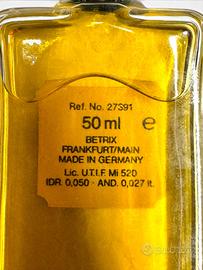 Ref. No. 27391
50 ml e
BETRIX
FRANKFURT/MAIN
MADE IN GERMANY
Lic. U.T.I.F. Mi 520
IDR. 0,050 - AND. 0,027 lt.
subito